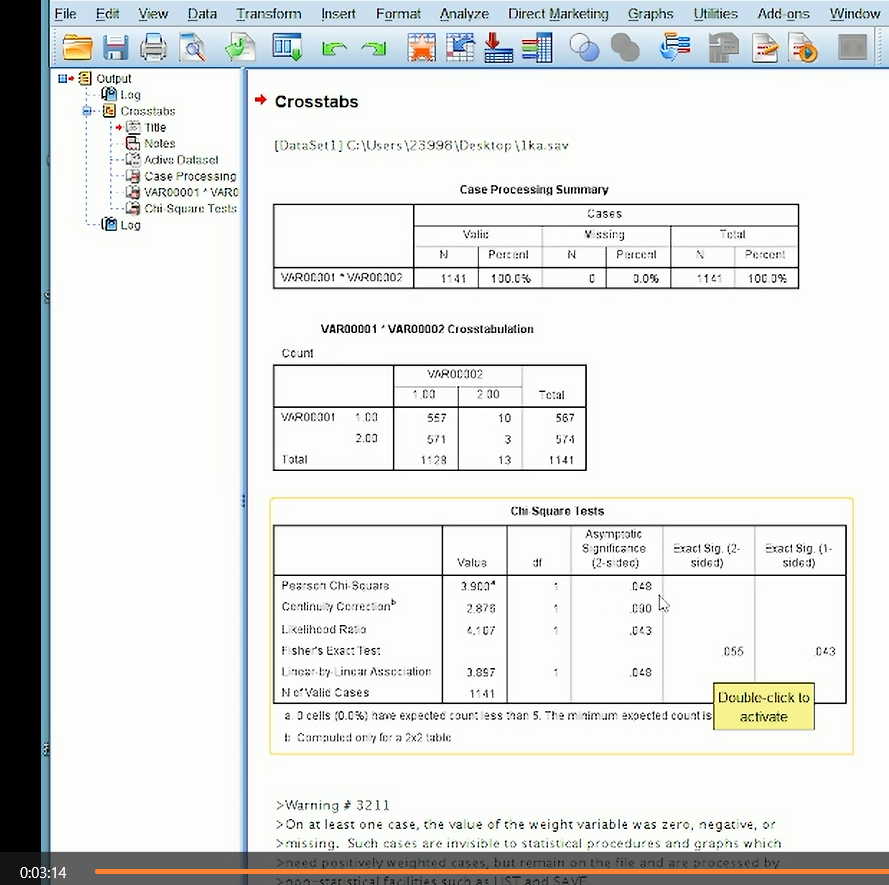 File Edit View Data Transform Insert Format Analyze Direct Marketing Graphs Utilities Add-ons Window
Output
Log
Crosstabs
Title
Notes
Active Dataset
Case Processing
VAR00001 * VAR0
Chi-Square Tests
Log
Crosstabs
[DataSet1] C:\Users\23998\Desktop\1ka.sav
Case Processing Summary
Cases
Valid Missing Total
N Percent N Percent N Percent
VAR00001 * VAR00002 1141 100.0% 0 0.0% 1141 100.0%
VAR00001 * VAR00002 Crosstabulation
Count
VAR00002
1.00 2.00 Total
VAR00001 1.00 557 10 567
2.00 571 3 574
Total 1128 13 1141
Chi-Square Tests
Asymptotic
Significance Exact Sig. (2- Exact Sig. (1-
Value df (2-sided) sided) sided)
Pearson Chi-Square 3.900a 1 .048
Continuity Correctionb 2.876 1 .090
Likelihood Ratio 4.107 1 .043
Fisher's Exact Test .055 .043
Linear-by-Linear Association 3.897 1 .048
N of Valid Cases 1141
a. 0 cells (0.0%) have expected count less than 5. The minimum expected count is
b. Computed only for a 2x2 table
Double-click to
activate
>Warning # 3211
>On at least one case, the value of the weight variable was zero, negative, or
>missing. Such cases are invisible to statistical procedures and graphs which
>need positively weighted cases, but remain on the file and are processed by
>non-statistical facilities such as LIST and SAVE.
0:03:14